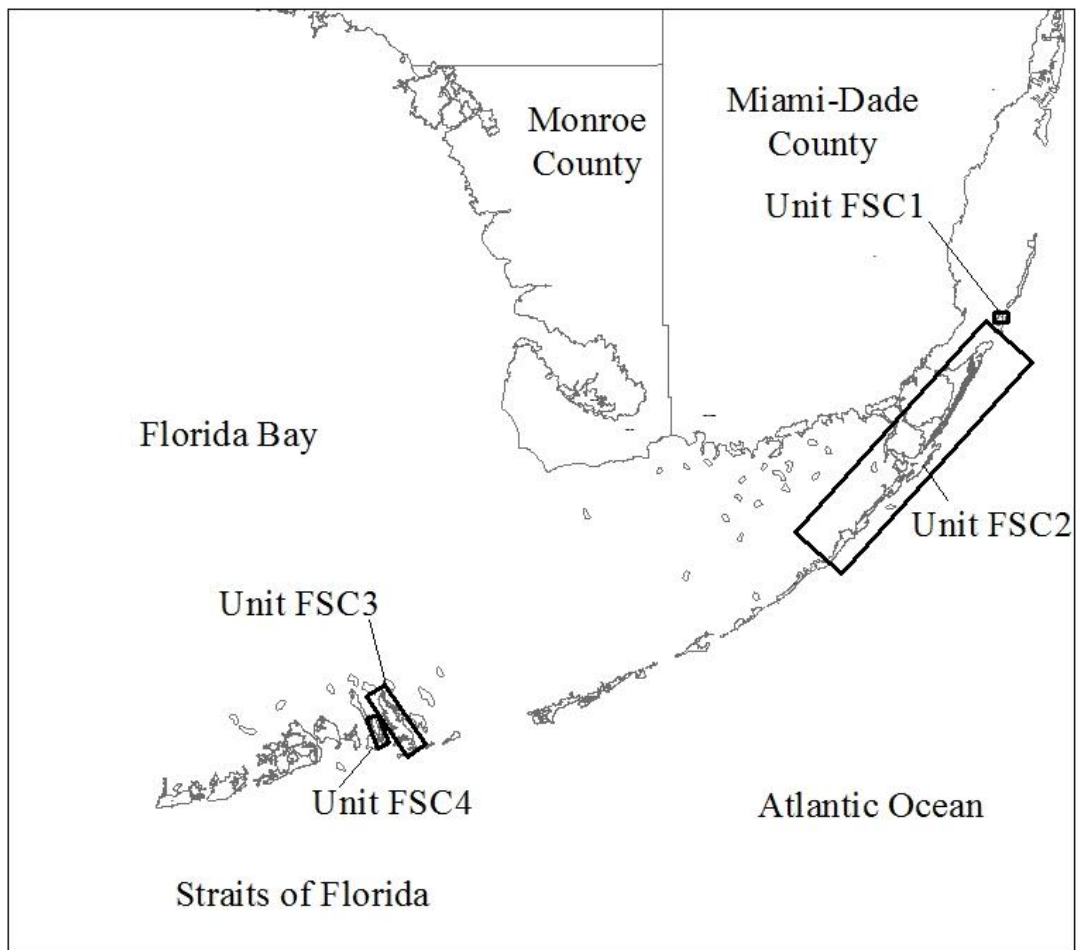 Monroe
County
Miami-Dade
County
Unit FSC1
Florida Bay
Unit FSC2
Unit FSC3
Unit FSC4
Atlantic Ocean
Straits of Florida